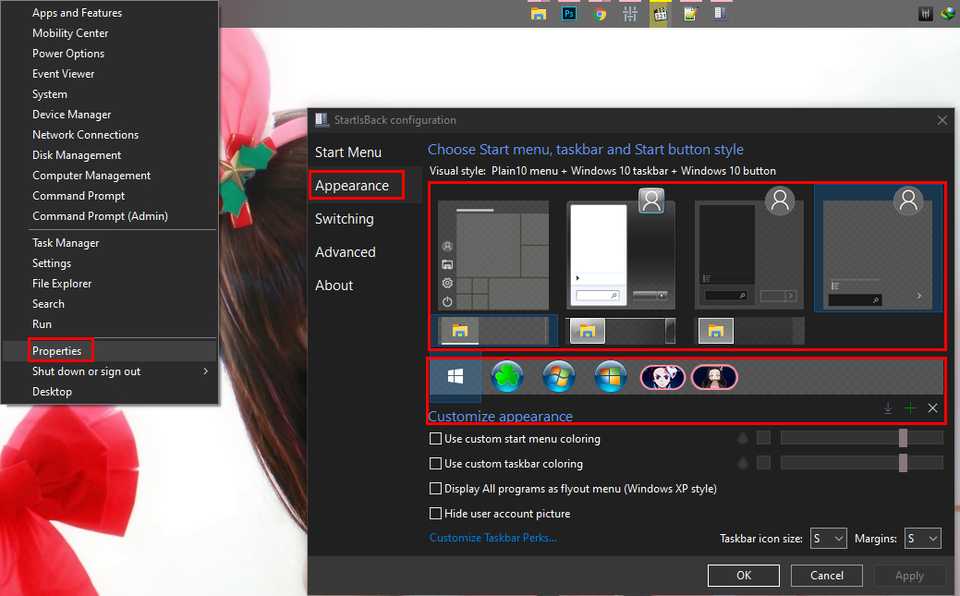 Apps and Features
Mobility Center
Power Options
Event Viewer
System
Device Manager
Network Connections
Disk Management
Computer Management
Command Prompt
Command Prompt (Admin)
Task Manager
Settings
File Explorer
Search
Run
Properties
Shut down or sign out
Desktop
Ps
StartIsBack configuration
Start Menu
Appearance
Switching
Advanced
About
Choose Start menu, taskbar and Start button style
Visual style: Plain10 menu + Windows 10 taskbar + Windows 10 button
Customize appearance
Use custom start menu coloring
Use custom taskbar coloring
Display All programs as flyout menu (Windows XP style)
Hide user account picture
Customize Taskbar Perks...
Taskbar icon size: S Margins: S
OK Cancel Apply